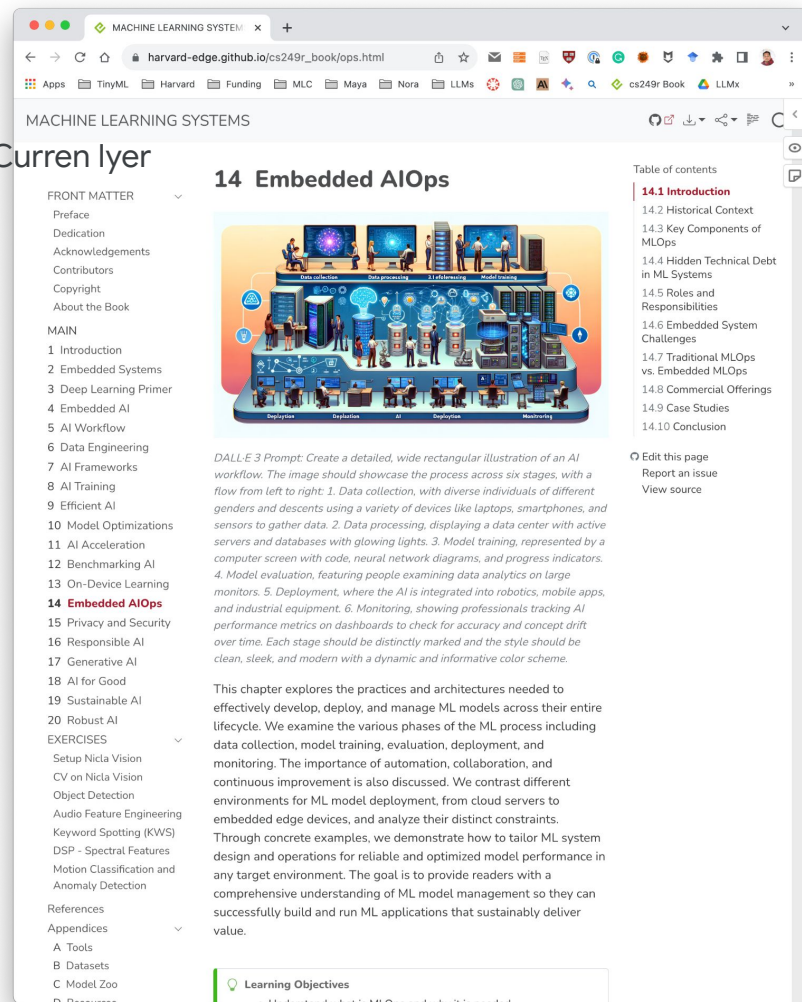 MACHINE LEARNING SYSTEM
harvard-edge.github.io/cs249r_book/ops.html
Apps TinyML Harvard Funding MLC Maya Nora LLMs cs249r Book LLMx »
MACHINE LEARNING SYSTEMS
Curren lyer
FRONT MATTER
Preface
Dedication
Acknowledgements
Contributors
Copyright
About the Book
MAIN
1 Introduction
2 Embedded Systems
3 Deep Learning Primer
4 Embedded AI
5 AI Workflow
6 Data Engineering
7 AI Frameworks
8 AI Training
9 Efficient AI
10 Model Optimizations
11 AI Acceleration
12 Benchmarking AI
13 On-Device Learning
14 Embedded AIOps
15 Privacy and Security
16 Responsible AI
17 Generative AI
18 AI for Good
19 Sustainable AI
20 Robust AI
EXERCISES
Setup Nicla Vision
CV on Nicla Vision
Object Detection
Audio Feature Engineering
Keyword Spotting (KWS)
DSP - Spectral Features
Motion Classification and
Anomaly Detection
References
Appendices
A Tools
B Datasets
C Model Zoo
D Resources
14 Embedded AIOps
Data collection Data processing Model training
Deployment
DALL·E 3 Prompt: Create a detailed, wide rectangular illustration of an AI
workflow. The image should showcase the process across six stages, with a
flow from left to right: 1. Data collection, with diverse individuals of different
genders and descents using a variety of devices like laptops, smartphones, and
sensors to gather data. 2. Data processing, displaying a data center with active
servers and databases with glowing lights. 3. Model training, represented by a
computer screen with code, neural network diagrams, and progress indicators.
4. Model evaluation, featuring people examining data analytics on large
monitors. 5. Deployment, where the AI is integrated into robotics, mobile apps,
and industrial equipment. 6. Monitoring, showing professionals tracking AI
performance metrics on dashboards to check for accuracy and concept drift
over time. Each stage should be distinctly marked and the style should be
clean, sleek, and modern with a dynamic and informative color scheme.
This chapter explores the practices and architectures needed to
effectively develop, deploy, and manage ML models across their entire
lifecycle. We examine the various phases of the ML process including
data collection, model training, evaluation, deployment, and
monitoring. The importance of automation, collaboration, and
continuous improvement is also discussed. We contrast different
environments for ML model deployment, from cloud servers to
embedded edge devices, and analyze their distinct constraints.
Through concrete examples, we demonstrate how to tailor ML system
design and operations for reliable and optimized model performance in
any target environment. The goal is to provide readers with a
comprehensive understanding of ML model management so they can
successfully build and run ML applications that sustainably deliver
value.
Learning Objectives
Table of contents
14.1 Introduction
14.2 Historical Context
14.3 Key Components of
MLOps
14.4 Hidden Technical Debt
in ML Systems
14.5 Roles and
Responsibilities
14.6 Embedded System
Challenges
14.7 Traditional MLOps
vs. Embedded MLOps
14.8 Commercial Offerings
14.9 Case Studies
14.10 Conclusion
Edit this page
Report an issue
View source